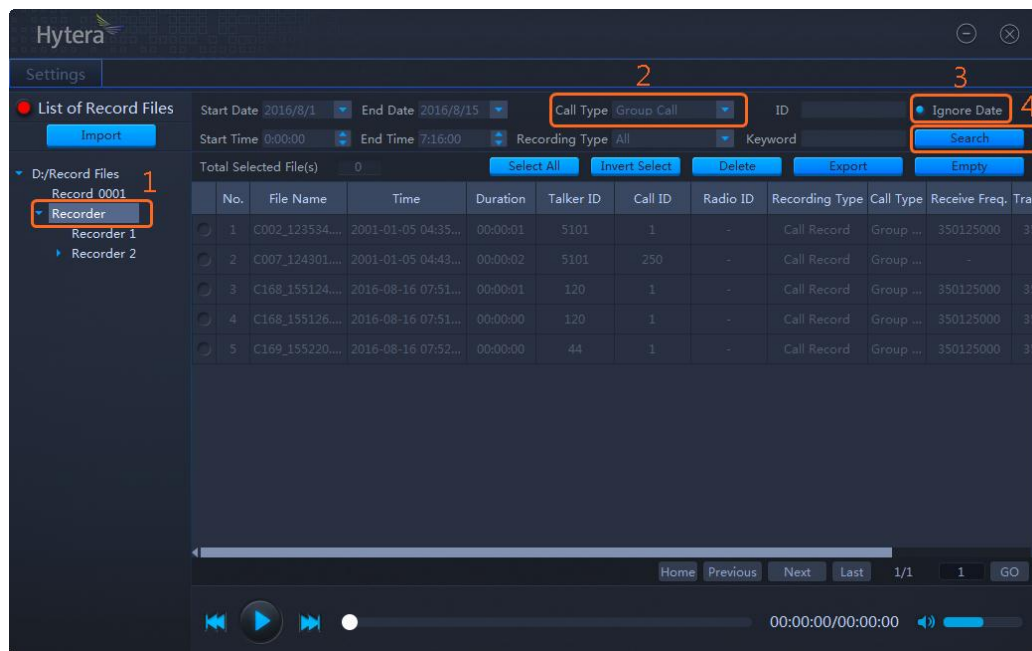 Hytera
Settings
2
3
List of Record Files
Start Date 2016/8/1 End Date 2016/8/15 Call Type Group Call ID Ignore Date 4
Import
Start Time 0:00:00 End Time 7:16:00 Recording Type All Keyword Search
Total Selected File(s) 0 Select All Invert Select Delete Export Empty
D:/Record Files
Record 0001
1
Recorder
Recorder 1
Recorder 2
No. File Name Time Duration Talker ID Call ID Radio ID Recording Type Call Type Receive Freq. Tra
1 C002_123534.... 2001-01-05 04:35... 00:00:01 5101 1 - Call Record Group ... 350125000 3
2 C007_124301.... 2001-01-05 04:43... 00:00:02 5101 250 - Call Record Group ... -
3 C168_155124.... 2016-08-16 07:51... 00:00:01 120 1 - Call Record Group ... 350125000 3
4 C168_155126.... 2016-08-16 07:51... 00:00:00 120 1 - Call Record Group ... 350125000 3
5 C169_155220.... 2016-08-16 07:52... 00:00:00 44 1 - Call Record Group ... 350125000 3
Home Previous Next Last 1/1 1 GO
00:00:00/00:00:00